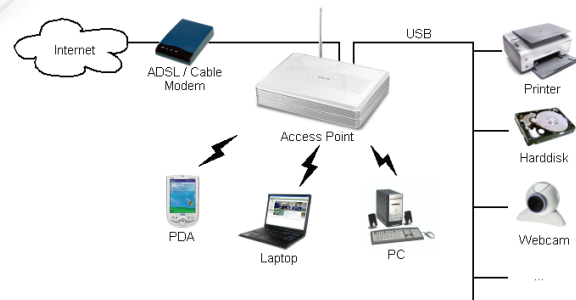 Internet
ADSL / Cable
Modem
USB
Access Point
Printer
Harddisk
Webcam
...
PDA
Laptop
PC